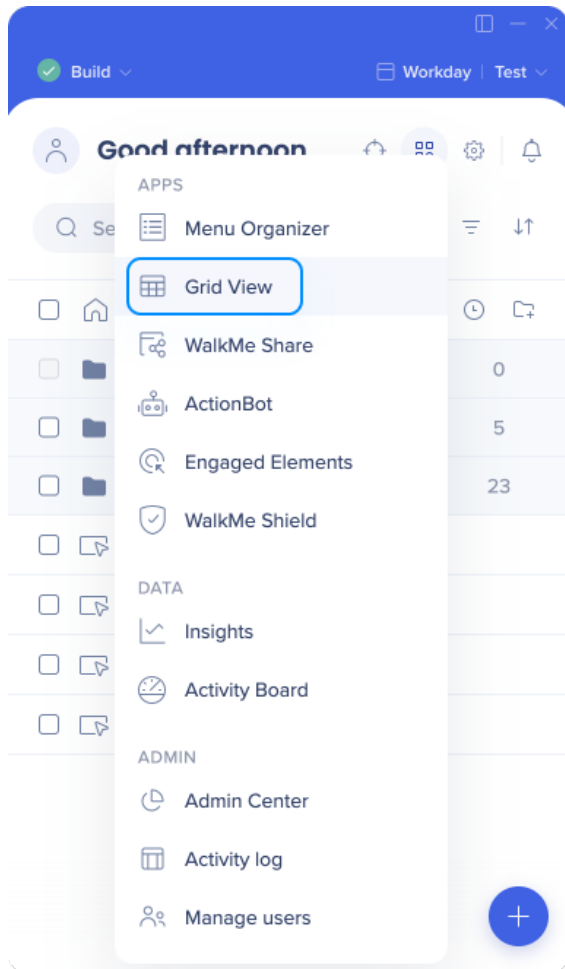 Build
Workday | Test
Good afternoon
APPS
Se
Menu Organizer
Grid View
WalkMe Share
0
ActionBot
5
Engaged Elements
23
WalkMe Shield
DATA
Insights
Activity Board
ADMIN
Admin Center
Activity log
Manage users